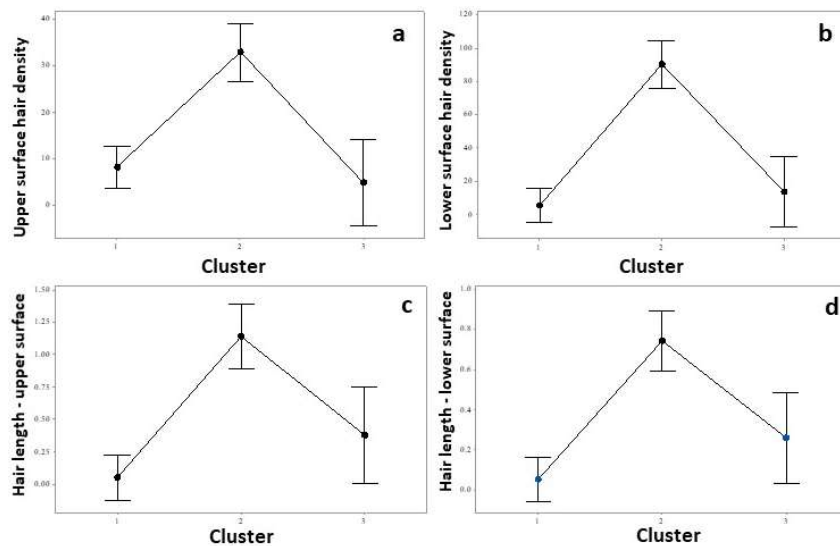 a
Upper surface hair density
40
30
20
10
0
1 2 3
Cluster
b
Lower surface hair density
120
100
80
60
40
20
0
1 2 3
Cluster
c
Hair length - upper surface
1.50
1.25
1.00
0.75
0.50
0.25
0.00
1 2 3
Cluster
d
Hair length - lower surface
1.0
0.8
0.6
0.4
0.2
0.0
1 2 3
Cluster